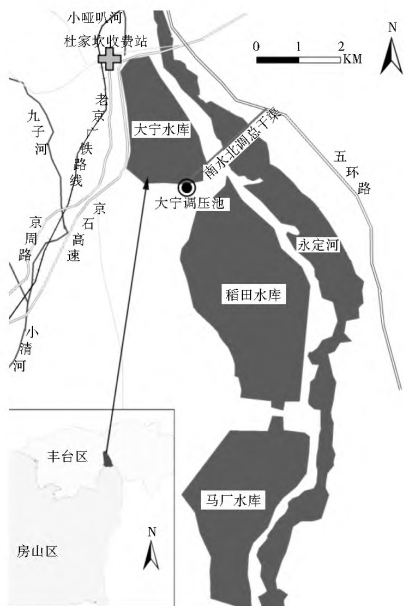 小哑叭河
杜家坎收费站
N
0 1 2
KM
九子河
老京广铁路线
大宁水库
南水北调总干渠
五环路
京周路
京石高速
大宁调压池
永定河
稻田水库
小清河
丰台区
马厂水库
N
房山区